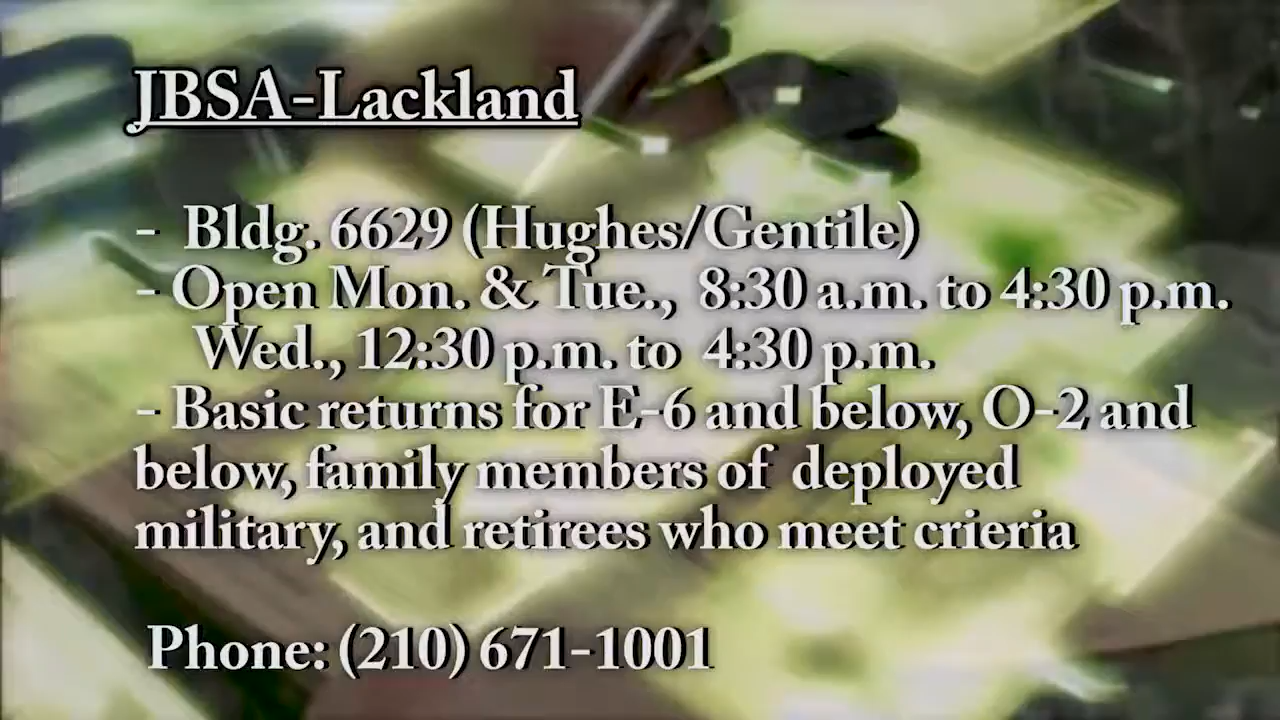 JBSA-Lackland
- Bldg. 6629 (Hughes/Gentile)
- Open Mon. & Tue., 8:30 a.m. to 4:30 p.m.
Wed., 12:30 p.m. to 4:30 p.m.
- Basic returns for E-6 and below, O-2 and
below, family members of deployed
military, and retirees who meet crieria
Phone: (210) 671-1001